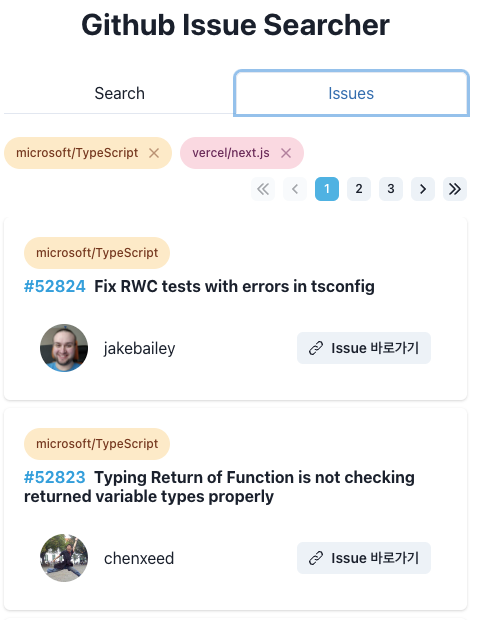 Github Issue Searcher
Search
Issues
microsoft/TypeScript
vercel/next.js
1 2 3
microsoft/TypeScript
#52824 Fix RWC tests with errors in tsconfig
jakebailey
Issue 바로가기
microsoft/TypeScript
#52823 Typing Return of Function is not checking
returned variable types properly
chenxeed
Issue 바로가기